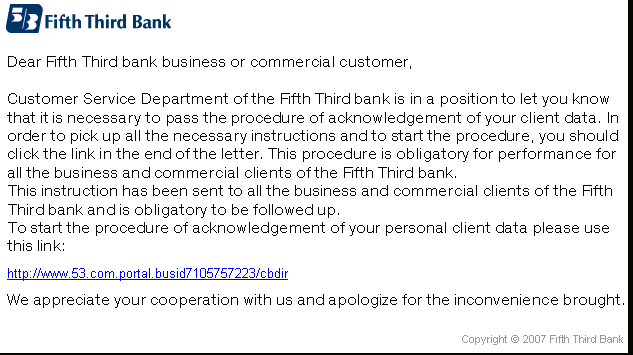 Fifth Third Bank
Dear Fifth Third bank business or commercial customer,
Customer Service Department of the Fifth Third bank is in a position to let you know
that it is necessary to pass the procedure of acknowledgement of your client data. In
order to pick up all the necessary instructions and to start the procedure, you should
click the link in the end of the letter. This procedure is obligatory for performance for
all the business and commercial clients of the Fifth Third bank.
This instruction has been sent to all the business and commercial clients of the Fifth
Third bank and is obligatory to be followed up.
To start the procedure of acknowledgement of your personal client data please use
this link:
http://www.53.com.portal.busid7105757223/cbdir
We appreciate your cooperation with us and apologize for the inconvenience brought.
Copyright © 2007 Fifth Third Bank